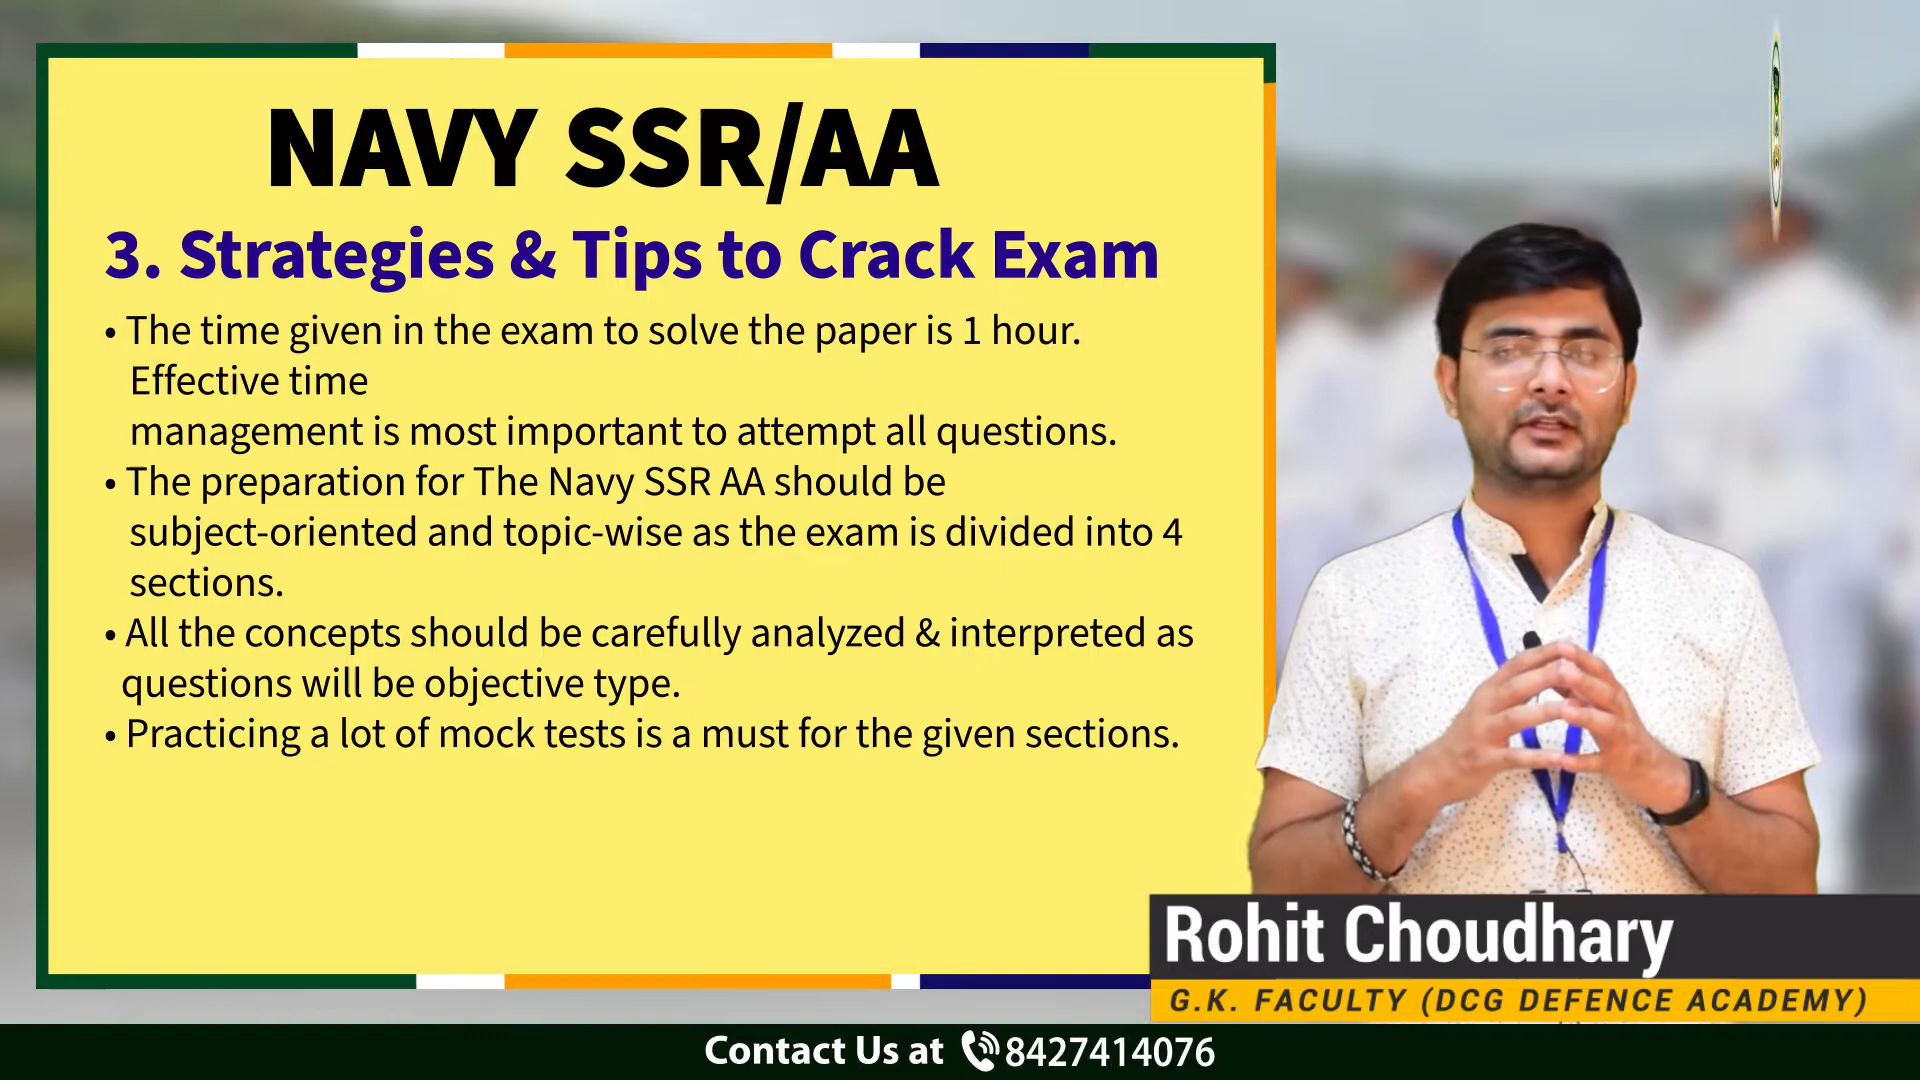 NAVY SSR/AA
3. Strategies & Tips to Crack Exam
• The time given in the exam to solve the paper is 1 hour.
Effective time
management is most important to attempt all questions.
• The preparation for The Navy SSR AA should be
subject-oriented and topic-wise as the exam is divided into 4
sections.
• All the concepts should be carefully analyzed & interpreted as
questions will be objective type.
• Practicing a lot of mock tests is a must for the given sections.
Rohit Choudhary
G.K. FACULTY (DCG DEFENCE ACADEMY)
Contact Us at 8427414076